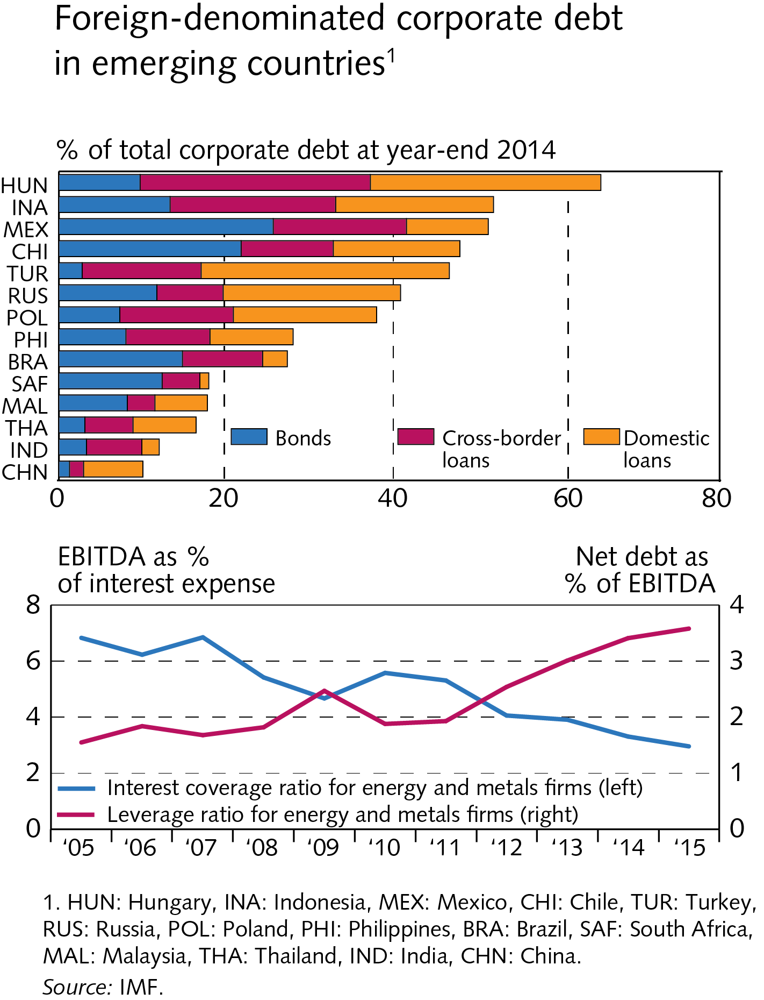 Foreign-denominated corporate debt
in emerging countries¹
% of total corporate debt at year-end 2014
HUN
INA
MEX
CHI
TUR
RUS
POL
PHI
BRA
SAF
MAL
THA
IND
CHN
Bonds
Cross-border
loans
Domestic
loans
0 20 40 60 80
EBITDA as %
of interest expense
Net debt as
% of EBITDA
8
6
4
2
0
4
3
2
1
0
Interest coverage ratio for energy and metals firms (left)
Leverage ratio for energy and metals firms (right)
‘05 ‘06 ‘07 ‘08 ‘09 ‘10 ‘11 ‘12 ‘13 ‘14 ‘15
1. HUN: Hungary, INA: Indonesia, MEX: Mexico, CHI: Chile, TUR: Turkey,
RUS: Russia, POL: Poland, PHI: Philippines, BRA: Brazil, SAF: South Africa,
MAL: Malaysia, THA: Thailand, IND: India, CHN: China.
Source: IMF.